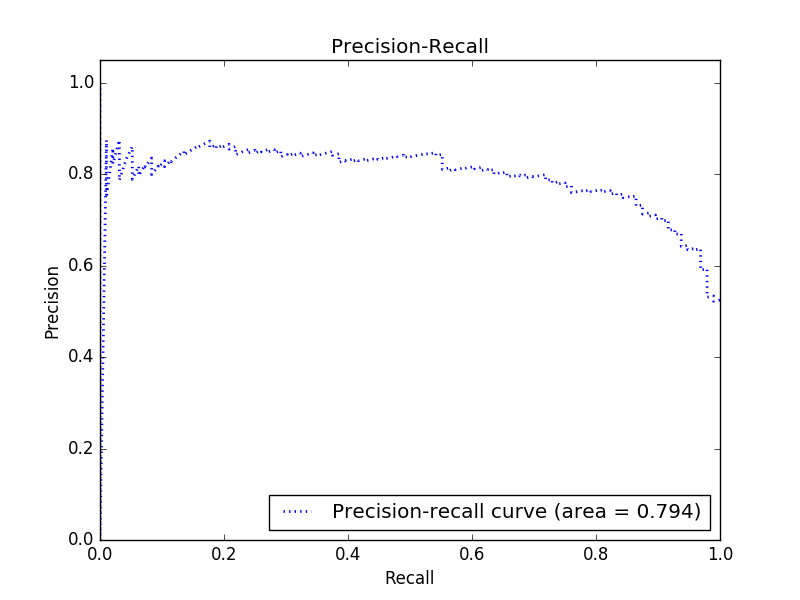 Precision-Recall
1.0
0.8
0.6
0.4
0.2
0.0
Precision
Precision-recall curve (area = 0.794)
0.0 0.2 0.4 0.6 0.8 1.0
Recall